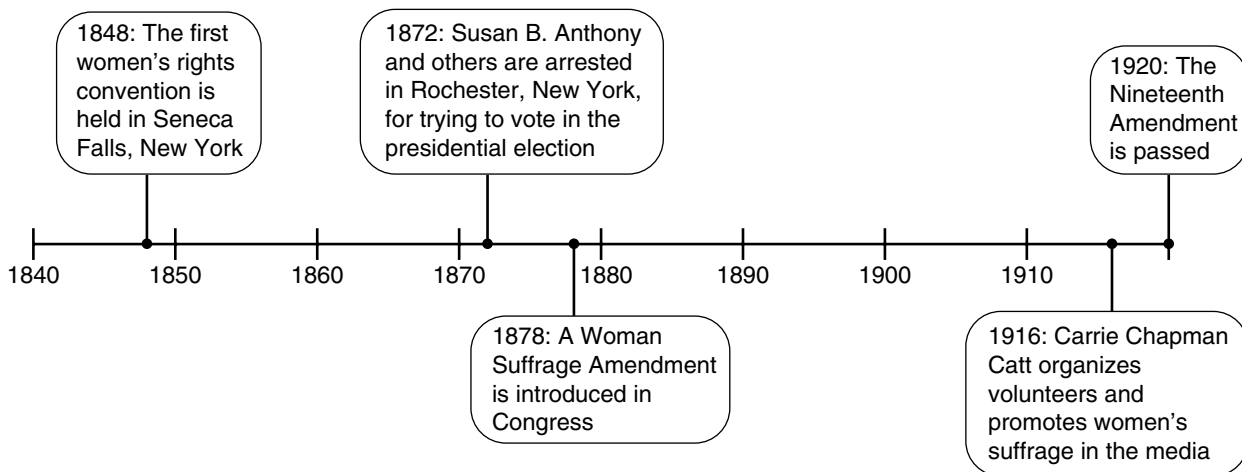 1848: The first
women’s rights
convention is
held in Seneca
Falls, New York
1872: Susan B. Anthony
and others are arrested
in Rochester, New York,
for trying to vote in the
presidential election
1920: The
Nineteenth
Amendment
is passed
1840 1850 1860 1870 1880 1890 1900 1910
1878: A Woman
Suffrage Amendment
is introduced in
Congress
1916: Carrie Chapman
Catt organizes
volunteers and
promotes women’s
suffrage in the media